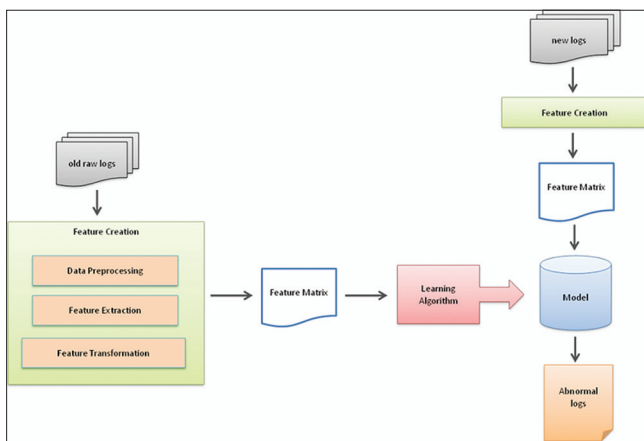 new logs
Feature Creation
old raw logs
Feature Matrix
Feature Creation
Data Preprocessing
Feature Extraction
Feature Transformation
Feature Matrix
Learning
Algorithm
Model
Abnormal
logs